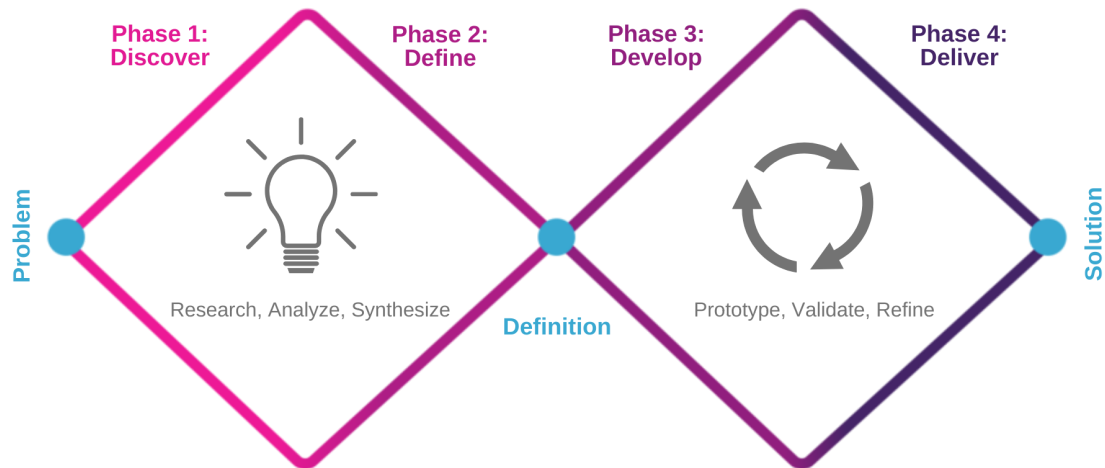 Phase 1:
Discover
Phase 2:
Define
Phase 3:
Develop
Phase 4:
Deliver
Problem
Research, Analyze, Synthesize
Definition
Prototype, Validate, Refine
Solution